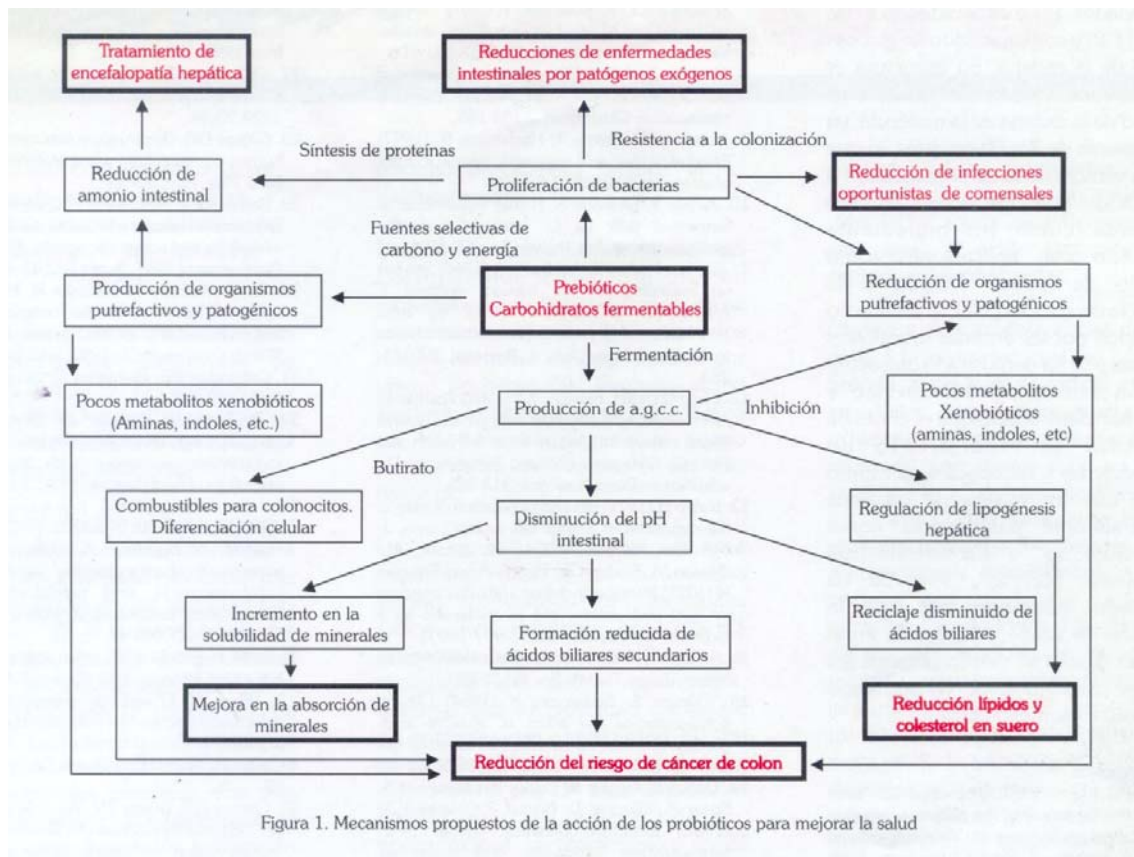 Tratamiento de
encefalopatía hepática
Reducciones de enfermedades
intestinales por patógenos exógenos
Síntesis de proteínas
Resistencia a la colonización
Reducción de
amonio intestinal
Proliferación de bacterias
Reducción de infecciones
oportunistas de comensales
Fuentes selectivas de
carbono y energía
Producción de organismos
putrefactivos y patogénicos
Prebióticos
Carbohidratos fermentables
Reducción de organismos
putrefactivos y patogénicos
Fermentación
Pocos metabolitos xenobióticos
(Aminas, indoles, etc.)
Producción de a.g.c.c.
Inhibición
Pocos metabolitos
Xenobióticos
(aminas, indoles, etc)
Butirato
Combustibles para colonocitos.
Diferenciación celular
Disminución del pH
intestinal
Regulación de lipogénesis
hepática
Incremento en la
solubilidad de minerales
Formación reducida de
ácidos biliares secundarios
Reciclaje disminuido de
ácidos biliares
Mejora en la absorción de
minerales
Reducción lípidos y
colesterol en suero
Reducción del riesgo de cáncer de colon
Figura 1. Mecanismos propuestos de la acción de los probióticos para mejorar la salud